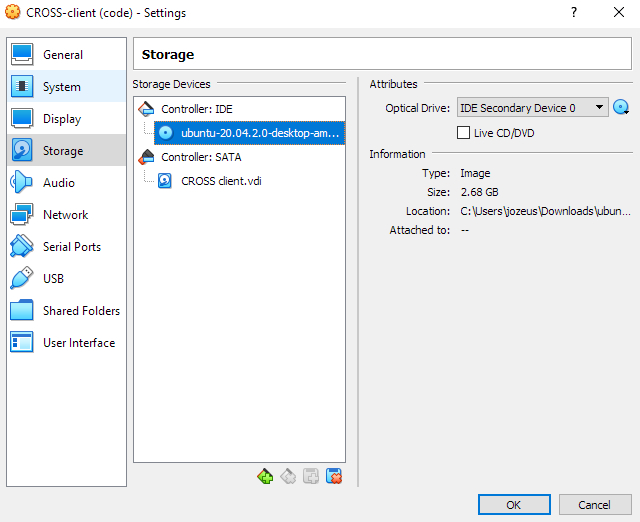 CROSS-client (code) - Settings
?
General
System
Display
Storage
Audio
Network
Serial Ports
USB
Shared Folders
User Interface
Storage
Storage Devices
Controller: IDE
ubuntu-20.04.2.0-desktop-am...
Controller: SATA
CROSS client.vdi
Attributes
Optical Drive: IDE Secondary Device 0
Live CD/DVD
Information
Type: Image
Size: 2.68 GB
Location: C:\Users\jozeus\Downloads\ubun...
Attached to: --
OK
Cancel